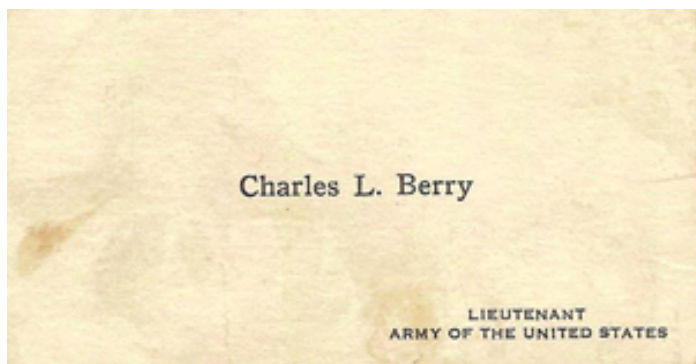 Charles L. Berry
LIEUTENANT
ARMY OF THE UNITED STATES